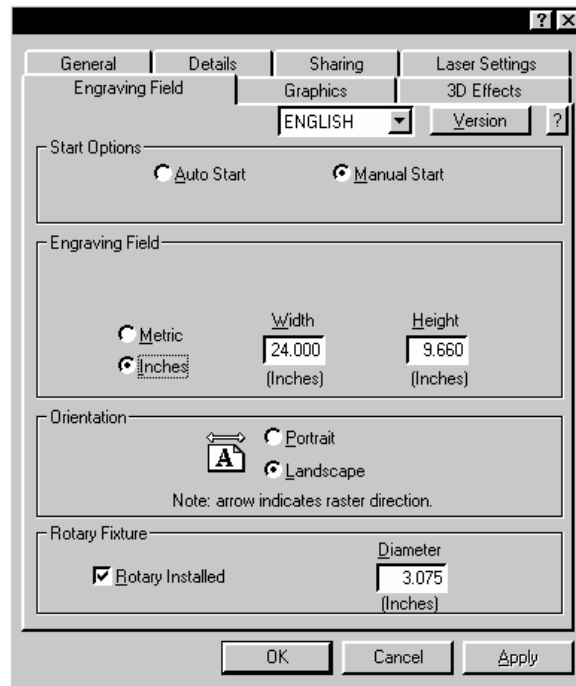 ? X
General Details Sharing Laser Settings
Engraving Field Graphics 3D Effects
ENGLISH Version ?
Start Options
Auto Start Manual Start
Engraving Field
Width Height
Metric
24.000 9.660
Inches
(Inches) (Inches)
Orientation
Portrait
A
Landscape
Note: arrow indicates raster direction.
Rotary Fixture
Diameter
Rotary Installed 3.075
(Inches)
OK Cancel Apply